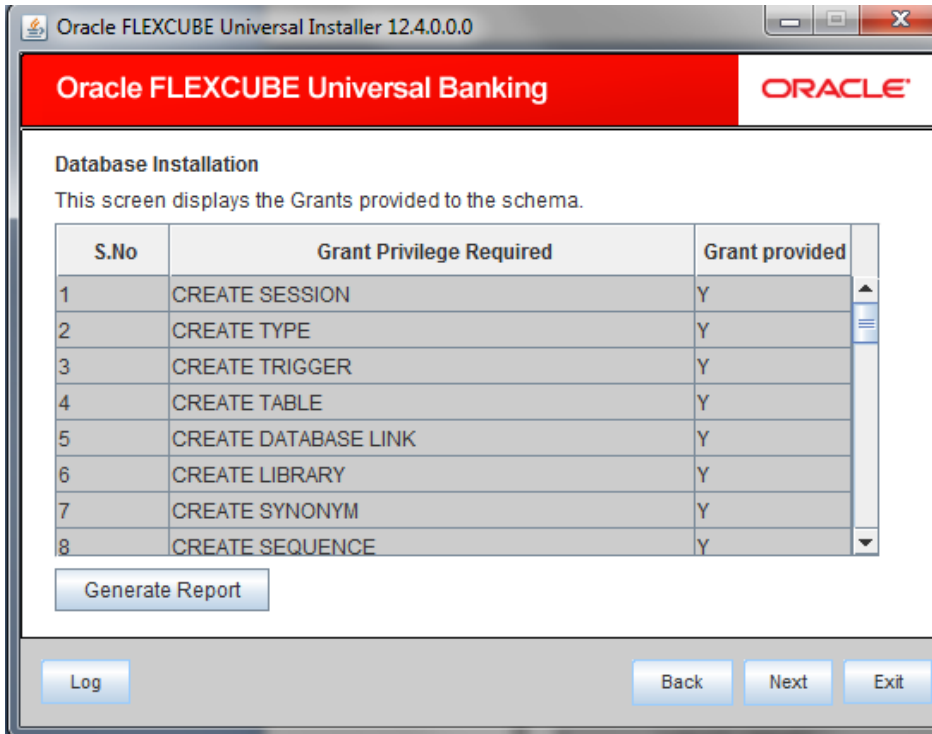 Oracle FLEXCUBE Universal Installer 12.4.0.0.0
Oracle FLEXCUBE Universal Banking
ORACLE
Database Installation
This screen displays the Grants provided to the schema.
S.No Grant Privilege Required Grant provided
1 CREATE SESSION Y
2 CREATE TYPE Y
3 CREATE TRIGGER Y
4 CREATE TABLE Y
5 CREATE DATABASE LINK Y
6 CREATE LIBRARY Y
7 CREATE SYNONYM Y
8 CREATE SEQUENCE Y
Generate Report
Log Back Next Exit